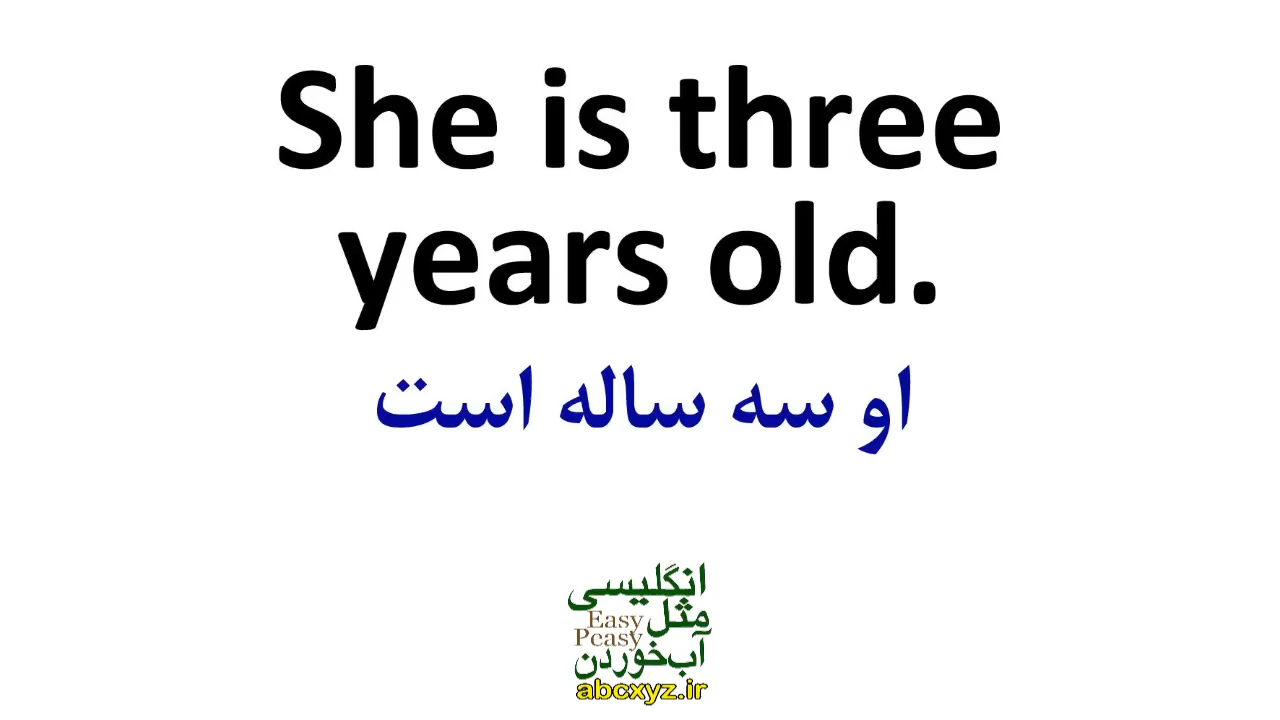 She is three
years old.
او سه ساله است
انگلیسی
مثل
Easy
Peasy
آب‌خوردن
abcxyz.ir